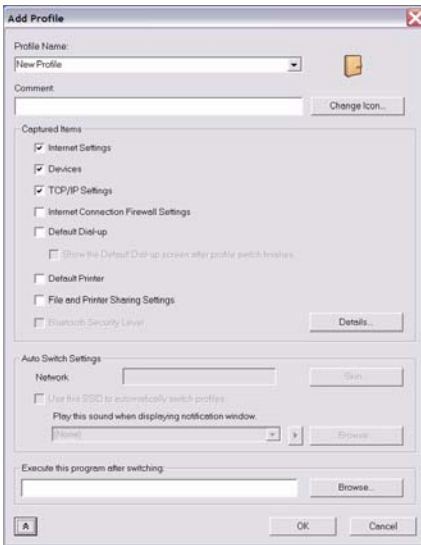 Add Profile
Profile Name:
New Profile
Comment:
Change Icon...
Captured Items
Internet Settings
Devices
TCP/IP Settings
Internet Connection Firewall Settings
Default Dial-up
Show the Default Dial-up screen after profile switch finishes.
Default Printer
File and Printer Sharing Settings
Bluetooth Security Level
Details...
Auto Switch Settings
Network
Use this SSID to automatically switch profiles.
Play this sound when displaying notification window.
(None)
Browse...
Execute this program after switching:
Browse...
OK
Cancel